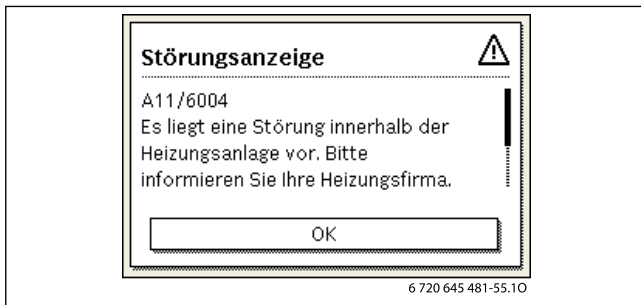 Störungsanzeige
A11/6004
Es liegt eine Störung innerhalb der
Heizungsanlage vor. Bitte
informieren Sie Ihre Heizungsfirma.
OK
6 720 645 481-55.1O